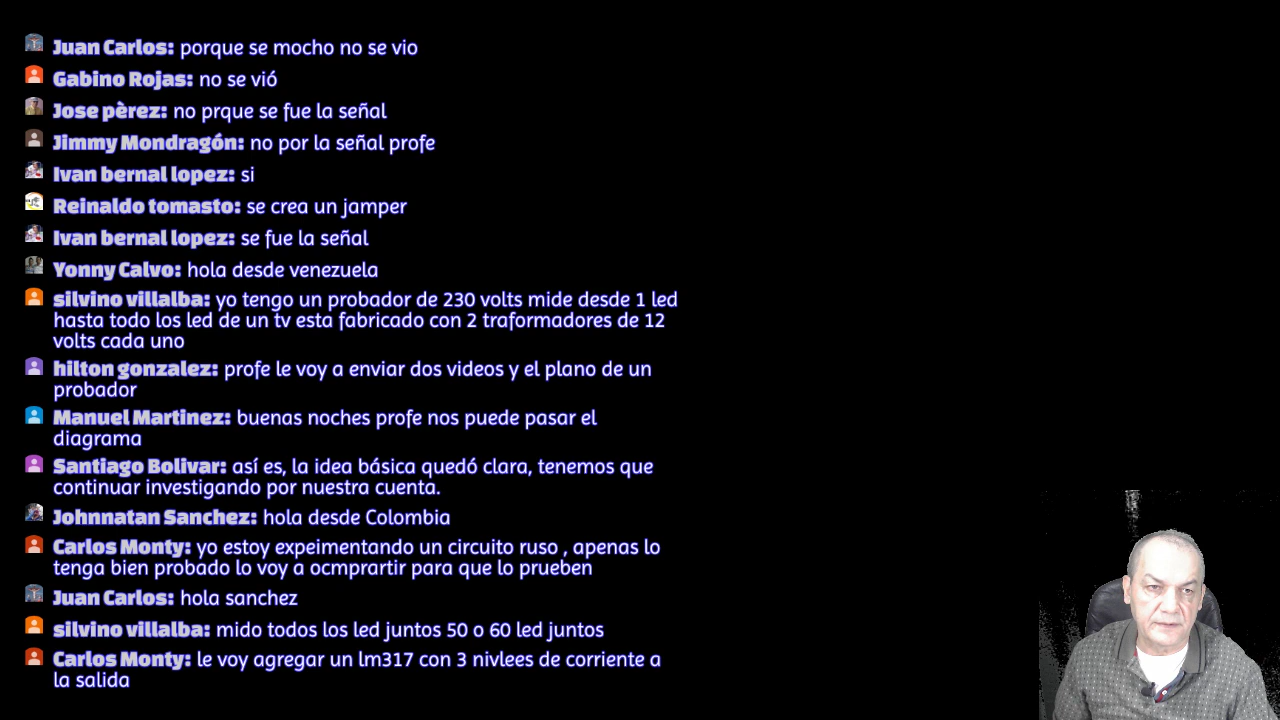 Juan Carlos: porque se mocho no se vio
Gabino Rojas: no se vió
Jose pèrez: no prque se fue la señal
Jimmy Mondragón: no por la señal profe
Ivan bernal lopez: si
Reinaldo tomasto: se crea un jamper
Ivan bernal lopez: se fue la señal
Yonny Calvo: hola desde venezuela
silvino villalba: yo tengo un probador de 230 volts mide desde 1 led
hasta todo los led de un tv esta fabricado con 2 traformadores de 12
volts cada uno
hilton gonzalez: profe le voy a enviar dos videos y el plano de un
probador
Manuel Martinez: buenas noches profe nos puede pasar el
diagrama
Santiago Bolivar: así es, la idea básica quedó clara, tenemos que
continuar investigando por nuestra cuenta.
Johnnatan Sanchez: hola desde Colombia
Carlos Monty: yo estoy expeimentando un circuito ruso , apenas lo
tenga bien probado lo voy a ocmprartir para que lo prueben
Juan Carlos: hola sanchez
silvino villalba: mido todos los led juntos 50 o 60 led juntos
Carlos Monty: le voy agregar un lm317 con 3 nivlees de corriente a
la salida